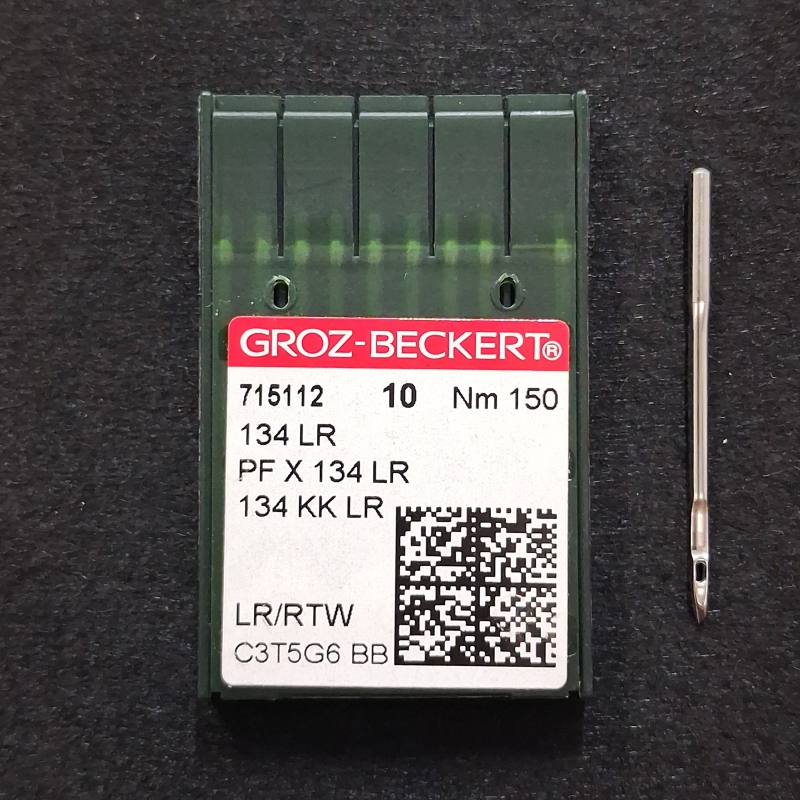 GROZ-BECKERT®
715112 10 Nm 150
134 LR
PF X 134 LR
134 KK LR
LR/RTW
C3T5G6 BB